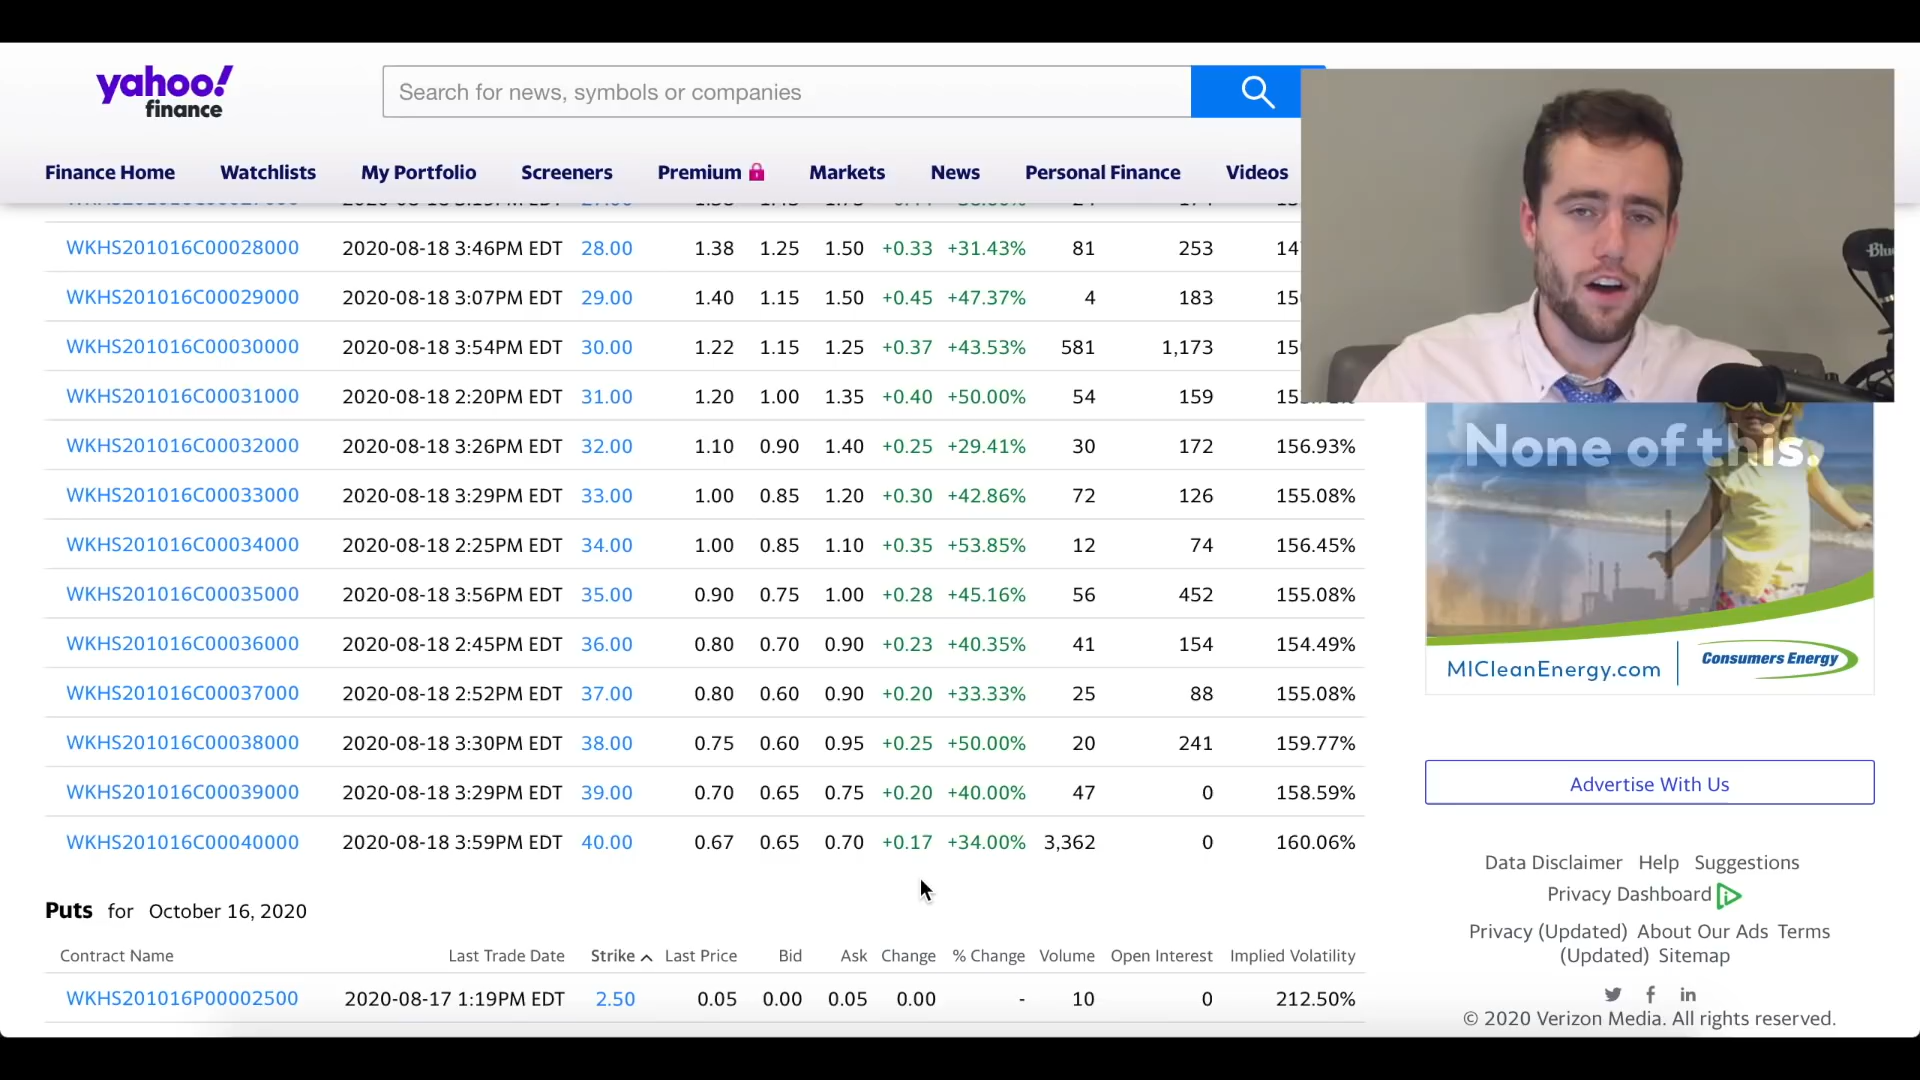 yahoo!
finance
Search for news, symbols or companies
Finance Home Watchlists My Portfolio Screeners Premium Markets News Personal Finance Videos
WKHS201016C00028000 2020-08-18 3:46PM EDT 28.00 1.38 1.25 1.50 +0.33 +31.43% 81 253 14
WKHS201016C00029000 2020-08-18 3:07PM EDT 29.00 1.40 1.15 1.50 +0.45 +47.37% 4 183 15
WKHS201016C00030000 2020-08-18 3:54PM EDT 30.00 1.22 1.15 1.25 +0.37 +43.53% 581 1,173 15
WKHS201016C00031000 2020-08-18 2:20PM EDT 31.00 1.20 1.00 1.35 +0.40 +50.00% 54 159
WKHS201016C00032000 2020-08-18 3:26PM EDT 32.00 1.10 0.90 1.40 +0.25 +29.41% 30 172 156.93%
WKHS201016C00033000 2020-08-18 3:29PM EDT 33.00 1.00 0.85 1.20 +0.30 +42.86% 72 126 155.08%
WKHS201016C00034000 2020-08-18 2:25PM EDT 34.00 1.00 0.85 1.10 +0.35 +53.85% 12 74 156.45%
WKHS201016C00035000 2020-08-18 3:56PM EDT 35.00 0.90 0.75 1.00 +0.28 +45.16% 56 452 155.08%
WKHS201016C00036000 2020-08-18 2:45PM EDT 36.00 0.80 0.70 0.90 +0.23 +40.35% 41 154 154.49%
WKHS201016C00037000 2020-08-18 2:52PM EDT 37.00 0.80 0.60 0.90 +0.20 +33.33% 25 88 155.08%
WKHS201016C00038000 2020-08-18 3:30PM EDT 38.00 0.75 0.60 0.95 +0.25 +50.00% 20 241 159.77%
WKHS201016C00039000 2020-08-18 3:29PM EDT 39.00 0.70 0.65 0.75 +0.20 +40.00% 47 0 158.59%
WKHS201016C00040000 2020-08-18 3:59PM EDT 40.00 0.67 0.65 0.70 +0.17 +34.00% 3,362 0 160.06%
Puts for October 16, 2020
Contract Name Last Trade Date Strike Last Price Bid Ask Change % Change Volume Open Interest Implied Volatility
WKHS201016P00002500 2020-08-17 1:19PM EDT 2.50 0.05 0.00 0.05 0.00 - 10 0 212.50%
Blu
None of this.
MICleanEnergy.com Consumers Energy
Advertise With Us
Data Disclaimer Help Suggestions
Privacy Dashboard
Privacy (Updated) About Our Ads Terms
(Updated) Sitemap
© 2020 Verizon Media. All rights reserved.